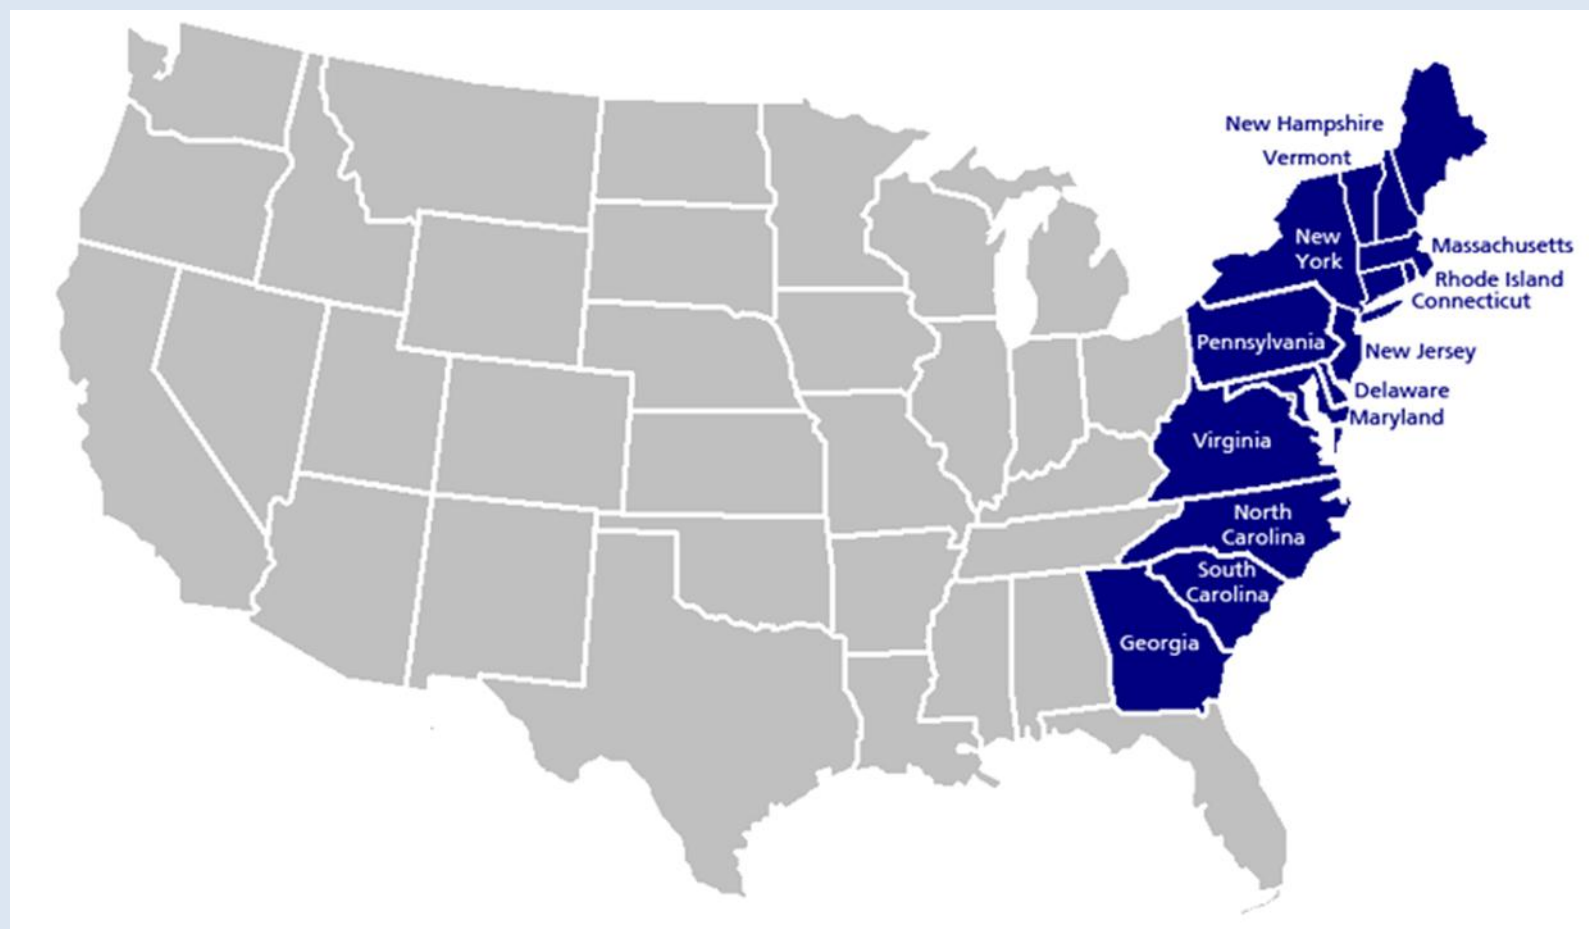 New Hampshire
Vermont
New
York
Massachusetts
Rhode Island
Connecticut
Pennsylvania
New Jersey
Delaware
Maryland
Virginia
North
Carolina
South
Carolina
Georgia